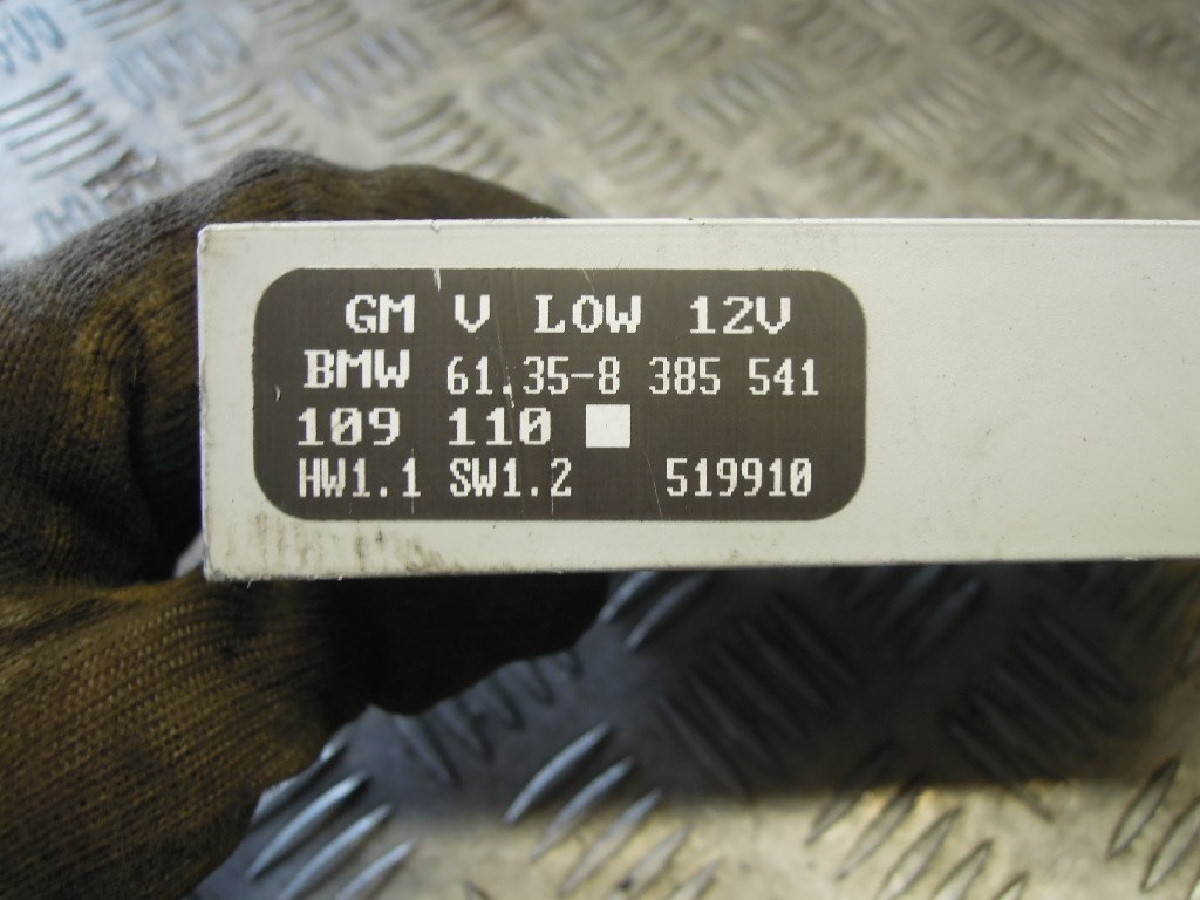 GM V LOW 12V
BMW 61.35-8 385 541
109 110
HW1.1 SW1.2 519910